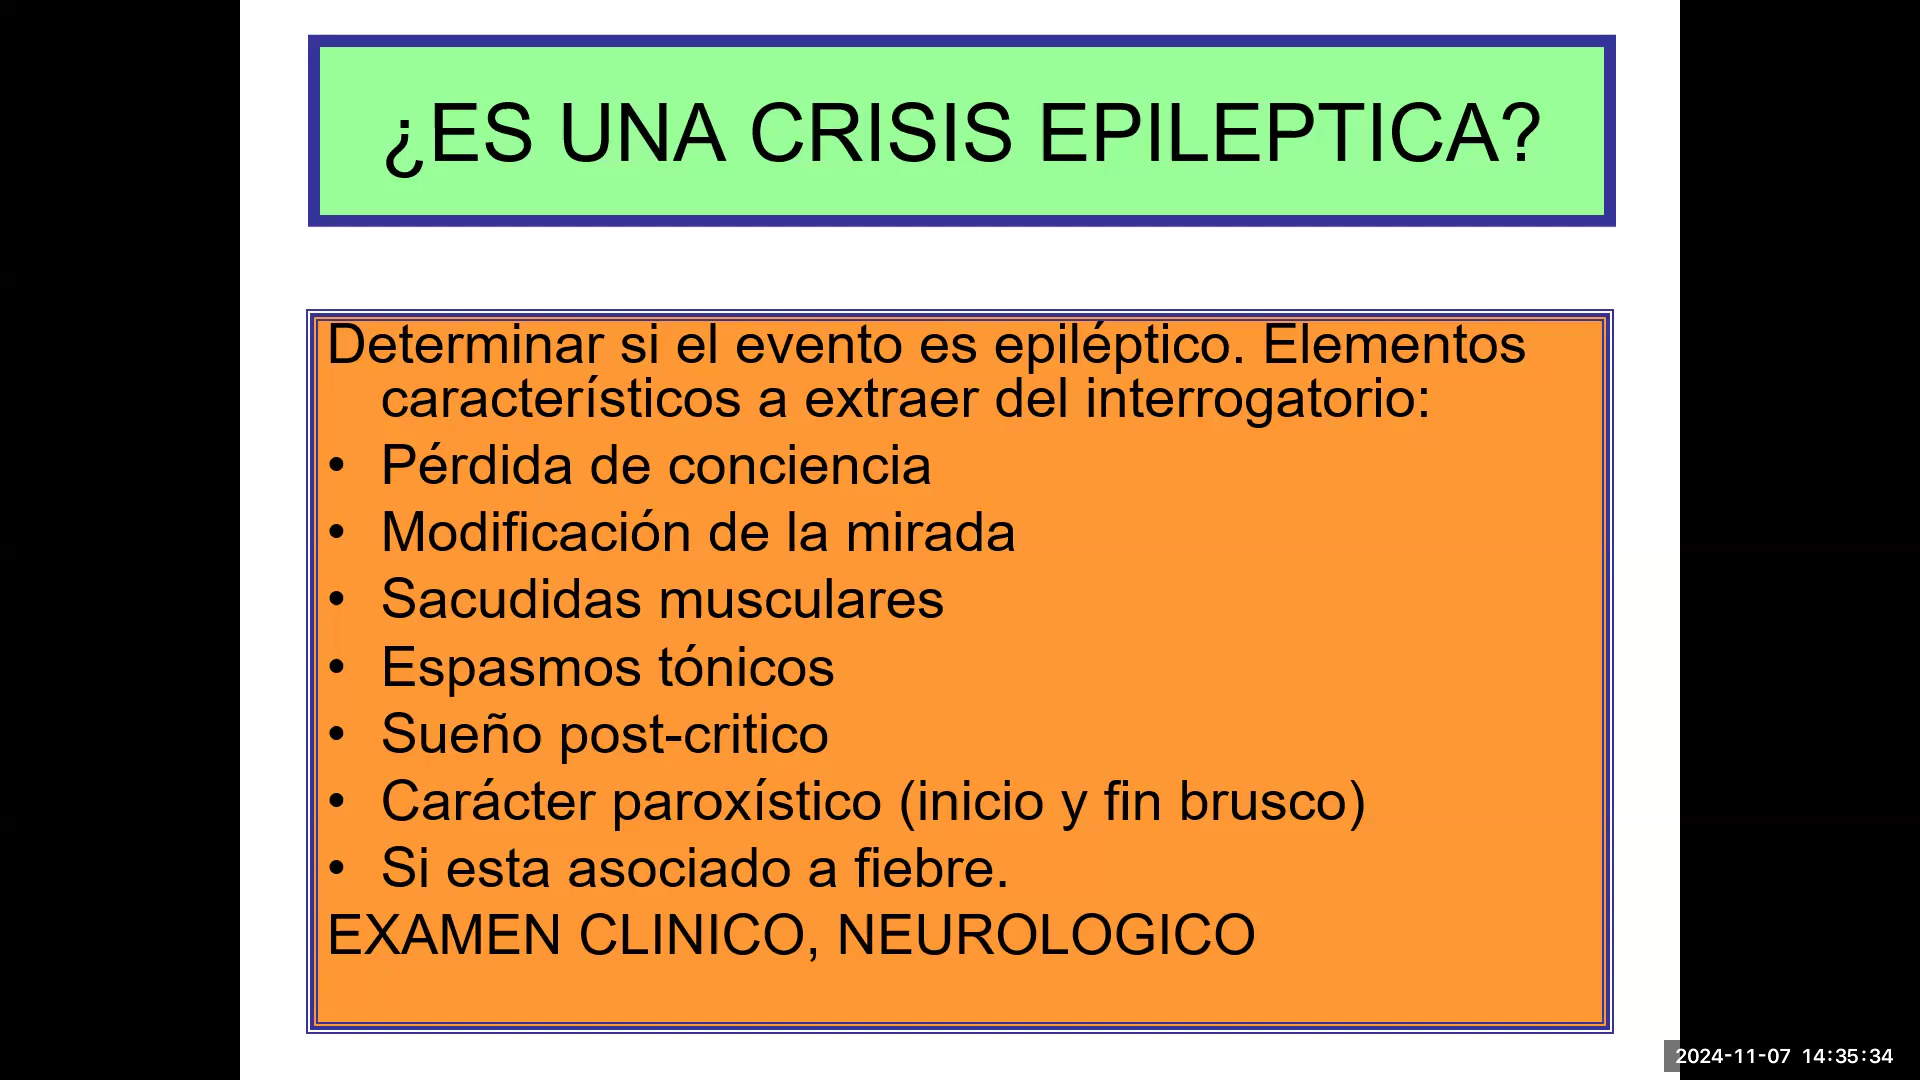 ¿ES UNA CRISIS EPILEPTICA?
Determinar si el evento es epiléptico. Elementos
característicos a extraer del interrogatorio:
• Pérdida de conciencia
• Modificación de la mirada
• Sacudidas musculares
• Espasmos tónicos
• Sueño post-critico
• Carácter paroxístico (inicio y fin brusco)
• Si esta asociado a fiebre.
EXAMEN CLINICO, NEUROLOGICO
2024-11-07 14:35:34